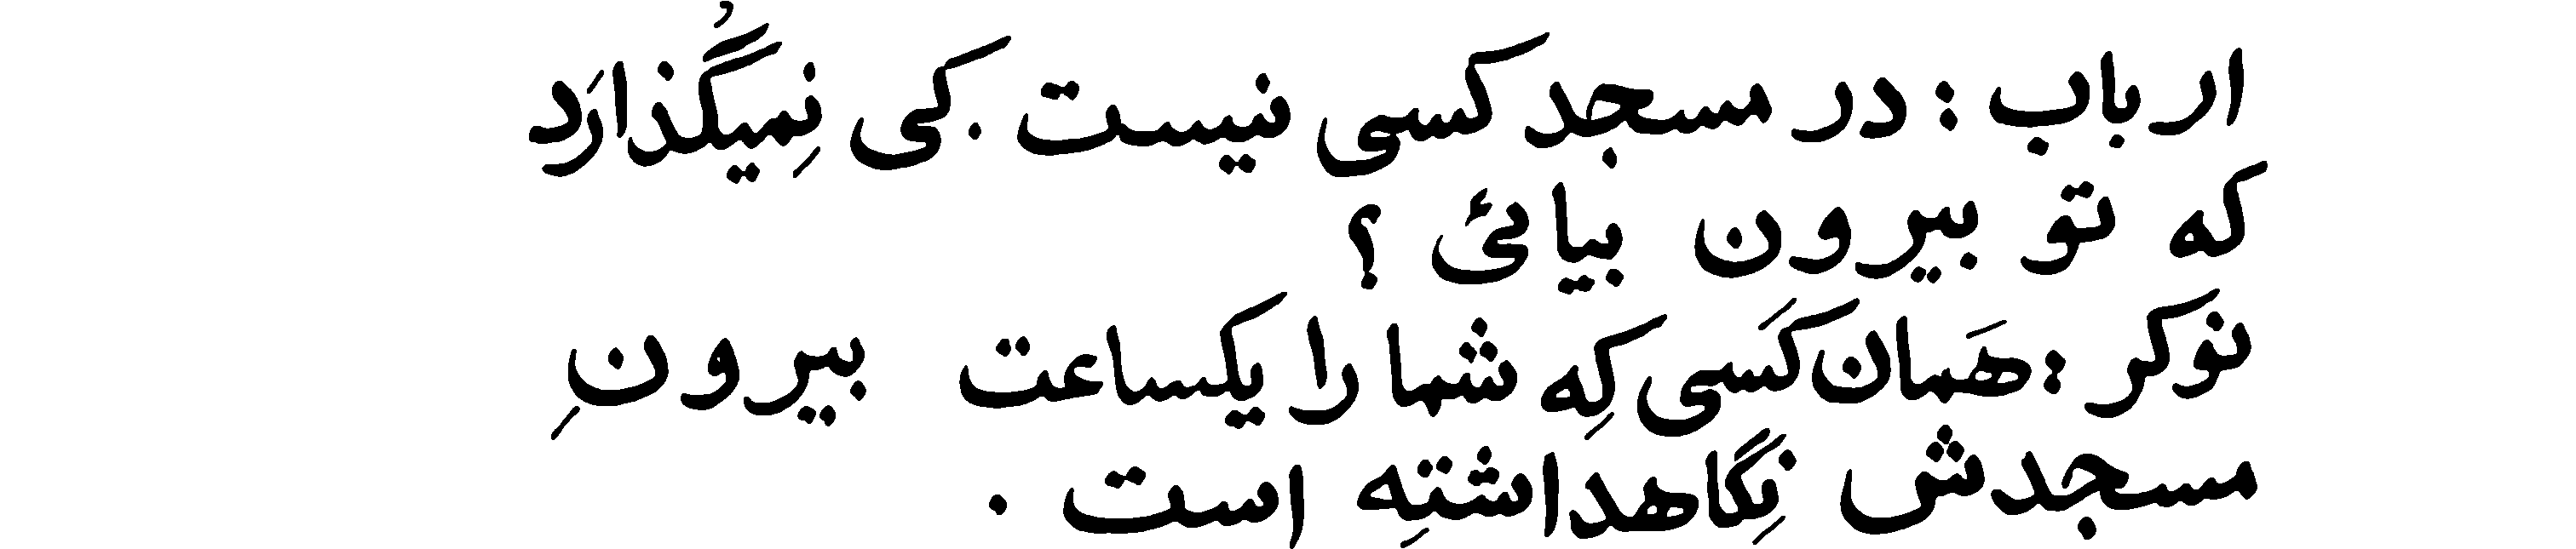 ارباب : در مسجد کسی نیست . کی نِمیگُذارَد
که تو بیرون بیائی ؟
نوکر : هَمان کَسی کِه شما را یکساعت بیرونِ
مسجدش نِگاهداشتِه است .